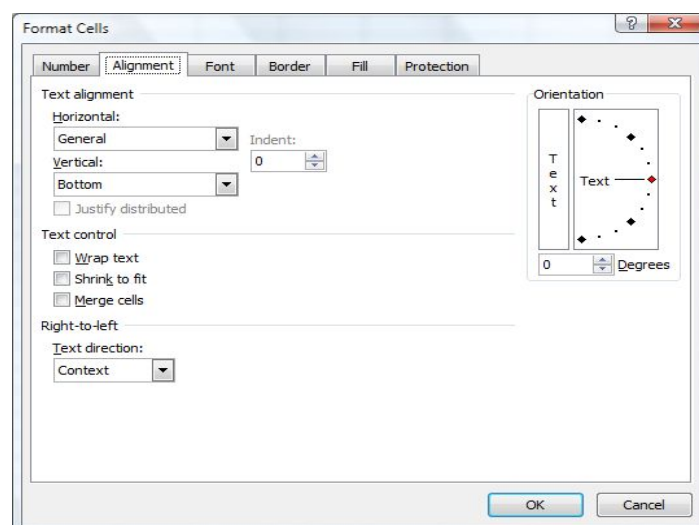 Format Cells
Number Alignment Font Border Fill Protection
Text alignment
Horizontal:
General
Indent:
0
Vertical:
Bottom
Justify distributed
Text control
Wrap text
Shrink to fit
Merge cells
Right-to-left
Text direction:
Context
Orientation
Text
Text
0 Degrees
OK Cancel